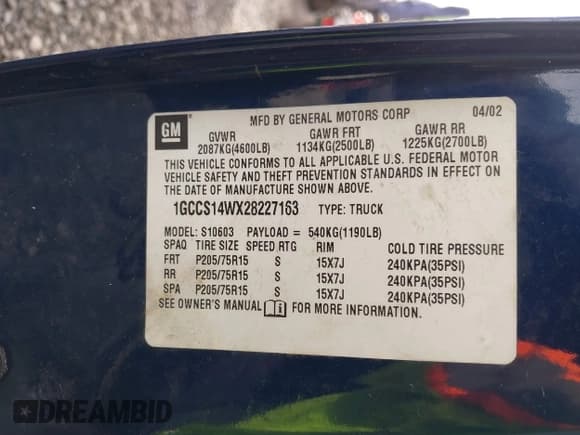 GM
MFD BY GENERAL MOTORS CORP 04/02
GVWR GAWR FRT GAWR RR
2087KG(4600LB) 1134KG(2500LB) 1225KG(2700LB)
THIS VEHICLE CONFORMS TO ALL APPLICABLE U.S. FEDERAL MOTOR
VEHICLE SAFETY AND THEFT PREVENTION STANDARDS IN EFFECT ON
THE DATE OF MANUFACTURE SHOWN ABOVE.
1GCCS14WX28227163 TYPE: TRUCK
MODEL: S10603 PAYLOAD = 540KG(1190LB)
SPAQ TIRE SIZE SPEED RTG RIM COLD TIRE PRESSURE
FRT P205/75R15 S 15X7J 240KPA(35PSI)
RR P205/75R15 S 15X7J 240KPA(35PSI)
SPA P205/75R15 S 15X7J 240KPA(35PSI)
SEE OWNER'S MANUAL FOR MORE INFORMATION.
DREAMBID